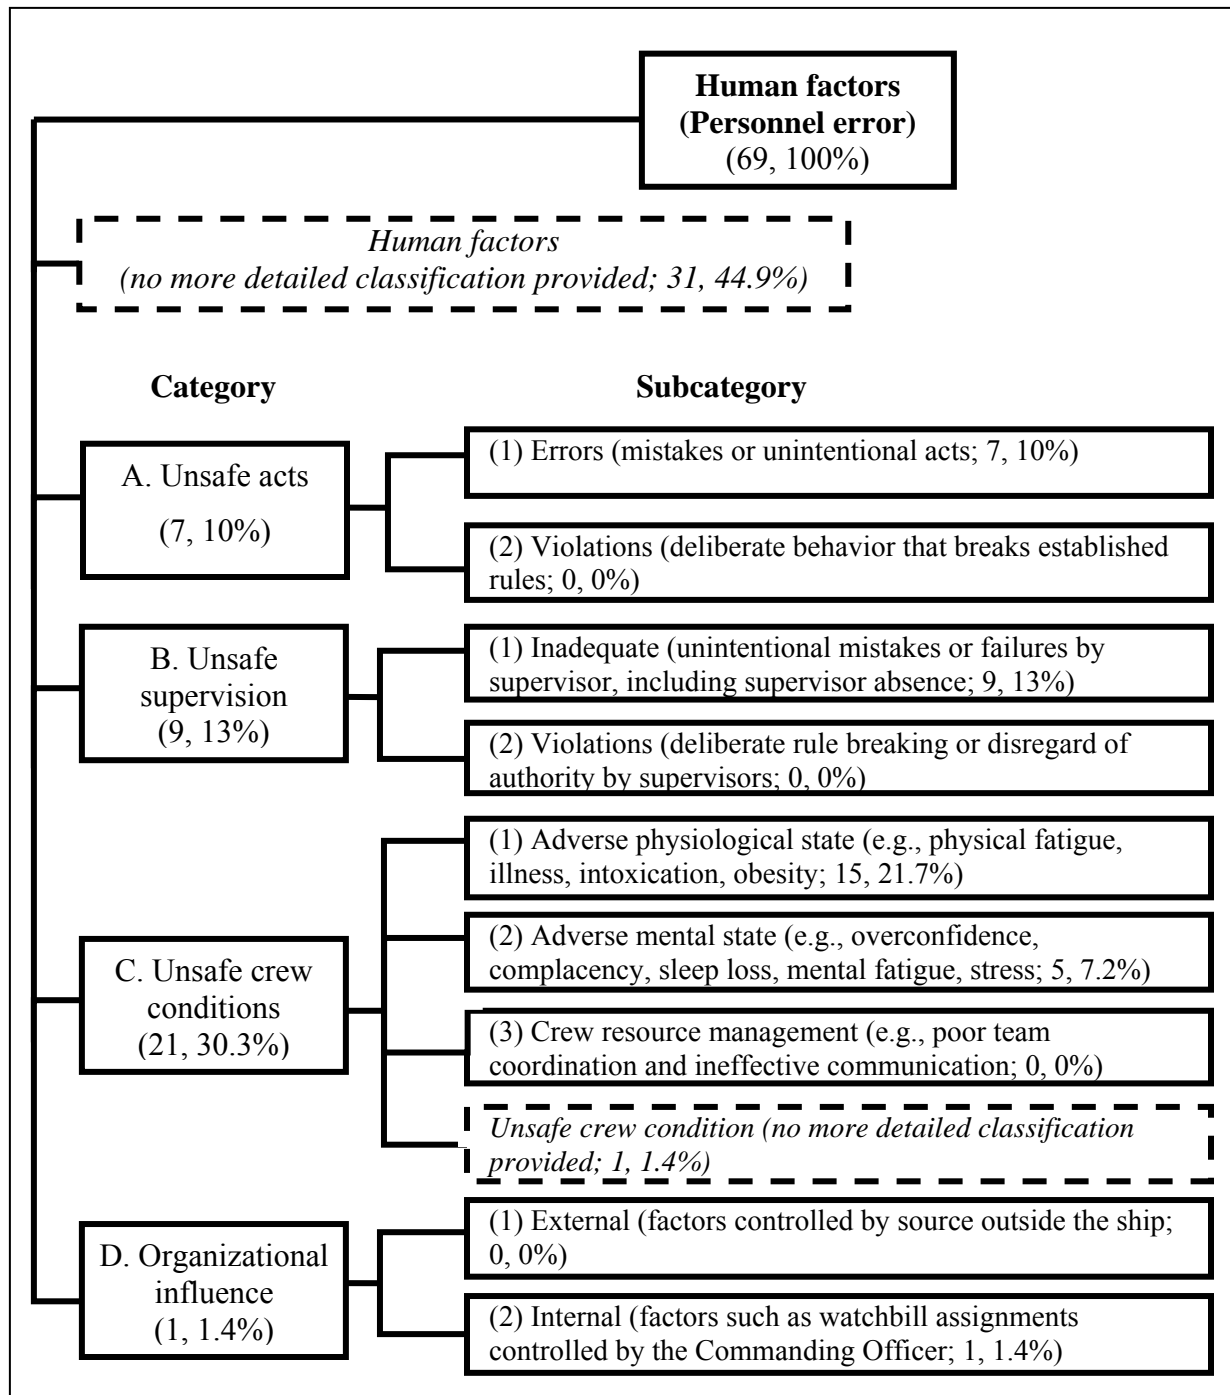 Human factors
(Personnel error)
(69, 100%)
Human factors
(no more detailed classification provided; 31, 44.9%)
Category
Subcategory
A. Unsafe acts
(7, 10%)
(1) Errors (mistakes or unintentional acts; 7, 10%)
(2) Violations (deliberate behavior that breaks established
rules; 0, 0%)
B. Unsafe
supervision
(9, 13%)
(1) Inadequate (unintentional mistakes or failures by
supervisor, including supervisor absence; 9, 13%)
(2) Violations (deliberate rule breaking or disregard of
authority by supervisors; 0, 0%)
C. Unsafe crew
conditions
(21, 30.3%)
(1) Adverse physiological state (e.g., physical fatigue,
illness, intoxication, obesity; 15, 21.7%)
(2) Adverse mental state (e.g., overconfidence,
complacency, sleep loss, mental fatigue, stress; 5, 7.2%)
(3) Crew resource management (e.g., poor team
coordination and ineffective communication; 0, 0%)
Unsafe crew condition (no more detailed classification
provided; 1, 1.4%)
D. Organizational
influence
(1, 1.4%)
(1) External (factors controlled by source outside the ship;
0, 0%)
(2) Internal (factors such as watchbill assignments
controlled by the Commanding Officer; 1, 1.4%)